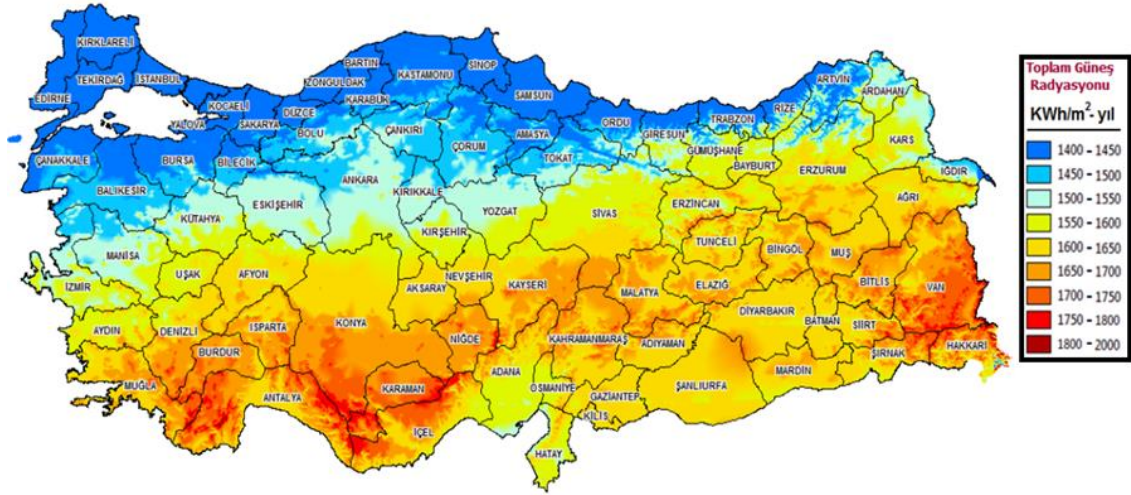 KIRKLARELİ
EDİRNE
TEKİRDAĞ
İSTANBUL
KOCAELİ
YALOVA
SAKARYA
DÜZCE
BOLU
ZONGULDAK
BARTIN
KARABÜK
KASTAMONU
SİNOP
ÇANKIRI
SAMSUN
AMASYA
ÇORUM
TOKAT
ORDU
GİRESUN
TRABZON
GÜMÜŞHANE
BAYBURT
RİZE
ARTVİN
ARDAHAN
KARS
IĞDIR
ÇANAKKALE
BURSA
BİLECİK
BALIKESİR
KÜTAHYA
ESKİŞEHİR
ANKARA
KIRIKKALE
YOZGAT
KIRŞEHİR
SİVAS
ERZİNCAN
ERZURUM
AĞRI
MANİSA
İZMİR
UŞAK
AFYON
AKSARAY
NEVŞEHİR
KAYSERİ
MALATYA
TUNCELİ
ELAZIĞ
BİNGÖL
MUŞ
BİTLİS
VAN
AYDIN
DENİZLİ
ISPARTA
BURDUR
KONYA
NİĞDE
KAHRAMANMARAŞ
ADIYAMAN
DİYARBAKIR
BATMAN
SİİRT
ŞIRNAK
HAKKARİ
MUĞLA
ANTALYA
KARAMAN
İÇEL
ADANA
OSMANİYE
GAZİANTEP
KİLİS
ŞANLIURFA
MARDİN
HATAY
Toplam Güneş
Radyasyonu
KWh/m²- yıl
1400 - 1450
1450 - 1500
1500 - 1550
1550 - 1600
1600 - 1650
1650 - 1700
1700 - 1750
1750 - 1800
1800 - 2000